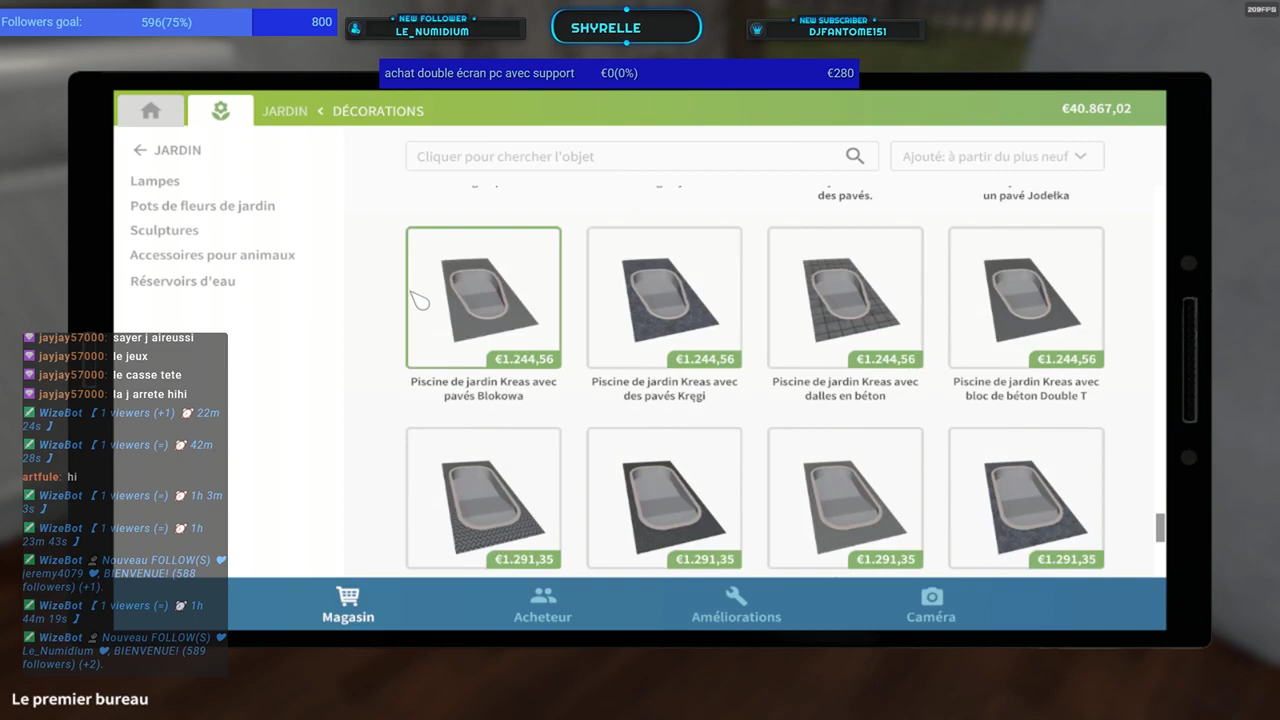 Followers goal: 596(75%) 800
NEW FOLLOWER
LE_NUMIDIUM
SHYRELLE
NEW SUBSCRIBER
DJFANTOME151
209FPS
achat double écran pc avec support €0(0%) €280
JARDIN < DÉCORATIONS
€40.867,02
← JARDIN
Lampes
Pots de fleurs de jardin
Sculptures
Accessoires pour animaux
Réservoirs d'eau
Cliquer pour chercher l'objet
Ajouté: à partir du plus neuf
des pavés.
un pavé Jodełka
€1.244,56
€1.244,56
€1.244,56
€1.244,56
Piscine de jardin Kreas avec
pavés Blokowa
Piscine de jardin Kreas avec
des pavés Kręgi
Piscine de jardin Kreas avec
dalles en béton
Piscine de jardin Kreas avec
bloc de béton Double T
€1.291,35
€1.291,35
€1.291,35
€1.291,35
jayjay57000: sayer j aireussi
jayjay57000: le jeux
jayjay57000: le casse tete
jayjay57000: la j arrete hihi
WizeBot 【 1 viewers (+1) ⏰ 22m
24s 】
WizeBot 【 1 viewers (=) ⏰ 42m
28s 】
artfule: hi
WizeBot 【 1 viewers (=) ⏰ 1h 3m
3s 】
WizeBot 【 1 viewers (=) ⏰ 1h
23m 43s 】
WizeBot Nouveau FOLLOW(S)
jeremy4079 , BIENVENUE! (588
followers) (+1).
WizeBot 【 1 viewers (=) ⏰ 1h
44m 19s 】
WizeBot Nouveau FOLLOW(S)
Le_Numidium , BIENVENUE! (589
followers) (+2).
Magasin
Acheteur
Améliorations
Caméra
Le premier bureau